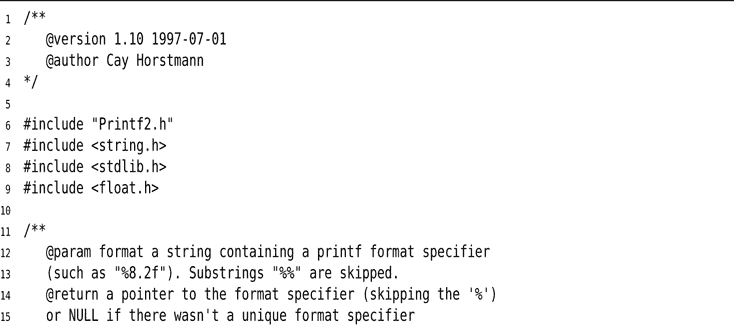 1 /**
2    @version 1.10 1997-07-01
3    @author Cay Horstmann
4 */
5
6 #include "Printf2.h"
7 #include <string.h>
8 #include <stdlib.h>
9 #include <float.h>
10
11 /**
12    @param format a string containing a printf format specifier
13    (such as "%8.2f"). Substrings "%%" are skipped.
14    @return a pointer to the format specifier (skipping the '%')
15    or NULL if there wasn't a unique format specifier